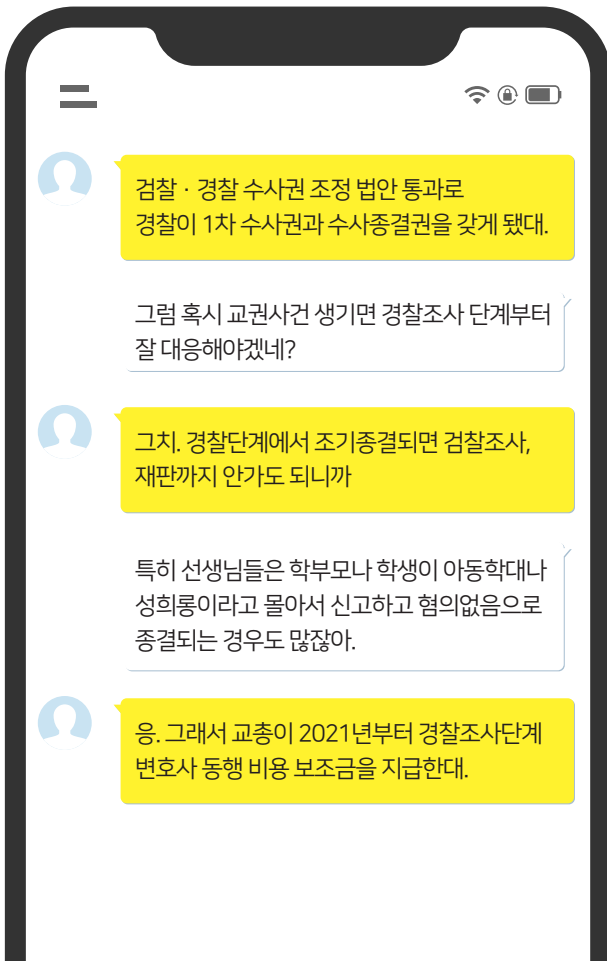 검찰 · 경찰 수사권 조정 법안 통과로
경찰이 1차 수사권과 수사종결권을 갖게 됐대.
그럼 혹시 교권사건 생기면 경찰조사 단계부터
잘 대응해야겠네?
그치. 경찰단계에서 조기종결되면 검찰조사,
재판까지 안가도 되니까
특히 선생님들은 학부모나 학생이 아동학대나
성희롱이라고 몰아서 신고하고 혐의없음으로
종결되는 경우도 많잖아.
응. 그래서 교총이 2021년부터 경찰조사단계
변호사 동행 비용 보조금을 지급한대.